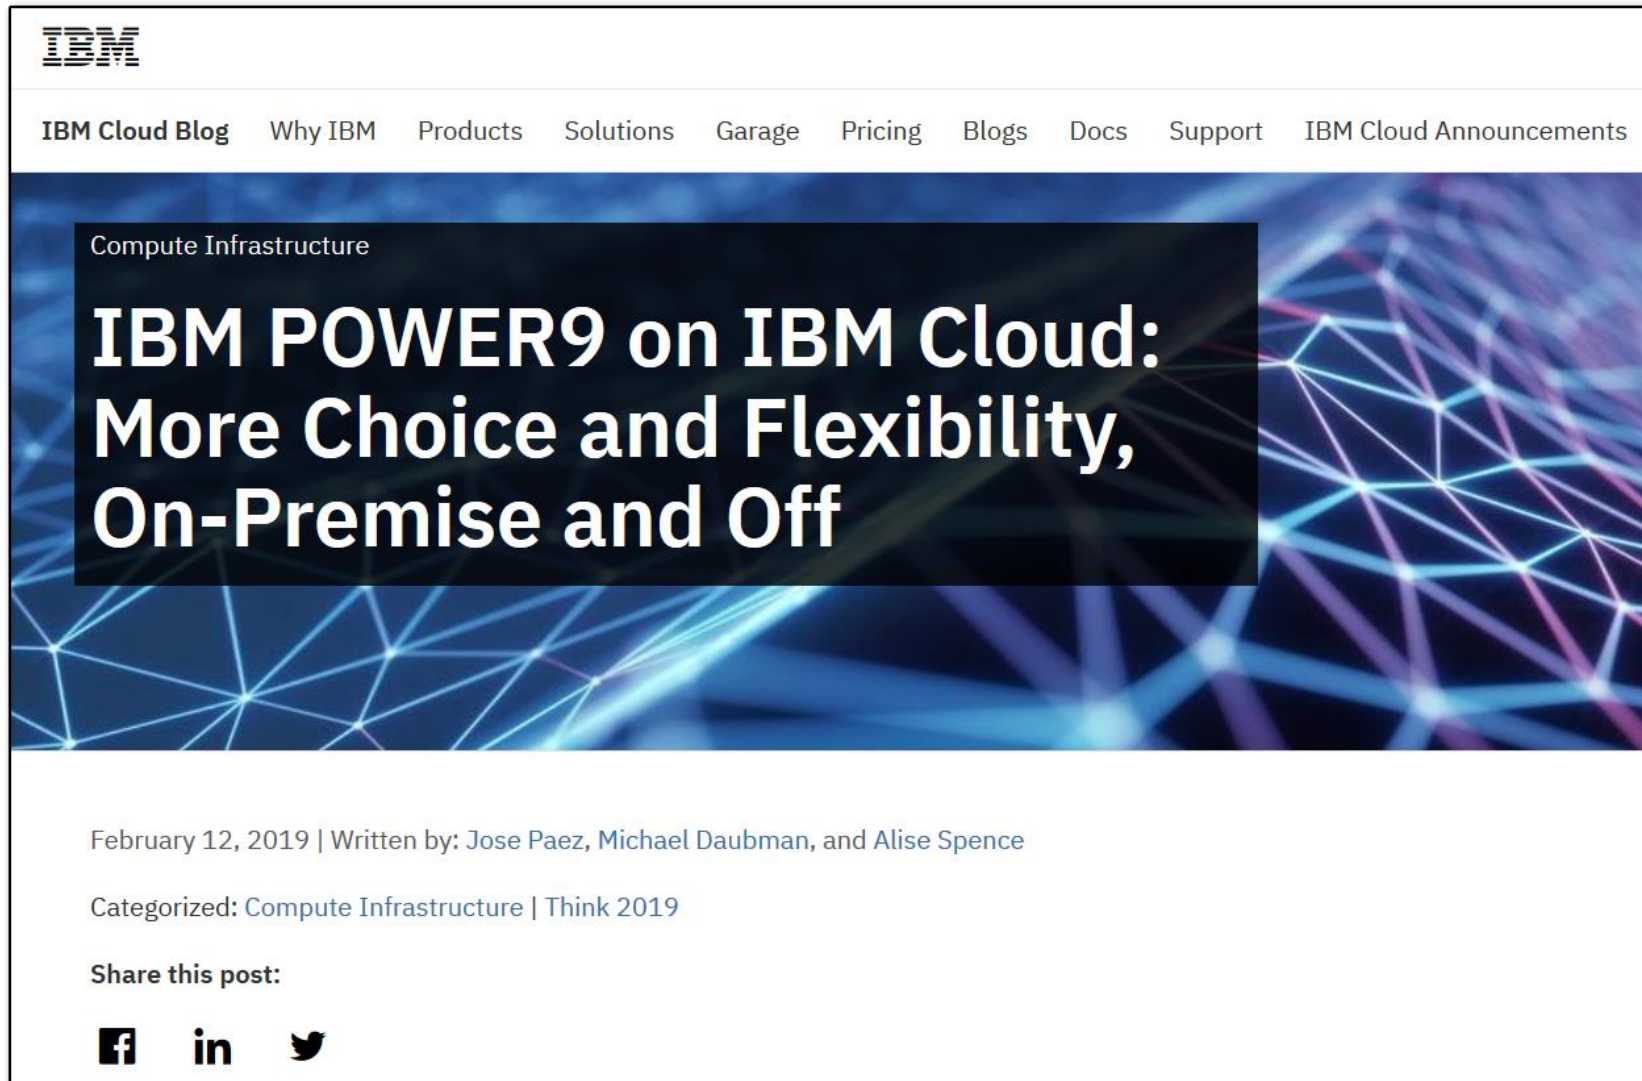 IBM
IBM Cloud Blog Why IBM Products Solutions Garage Pricing Blogs Docs Support IBM Cloud Announcements
Compute Infrastructure
IBM POWER9 on IBM Cloud:
More Choice and Flexibility,
On-Premise and Off
February 12, 2019 | Written by: Jose Paez, Michael Daubman, and Alise Spence
Categorized: Compute Infrastructure | Think 2019
Share this post: